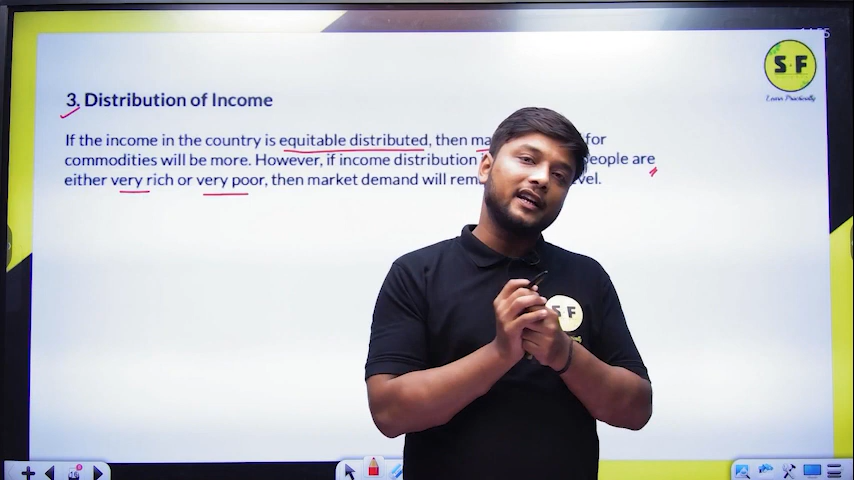 S F
Learn Practically
3. Distribution of Income
If the income in the country is equitable distributed, then ma for
commodities will be more. However, if income distribution people are
either very rich or very poor, then market demand will rem
S F